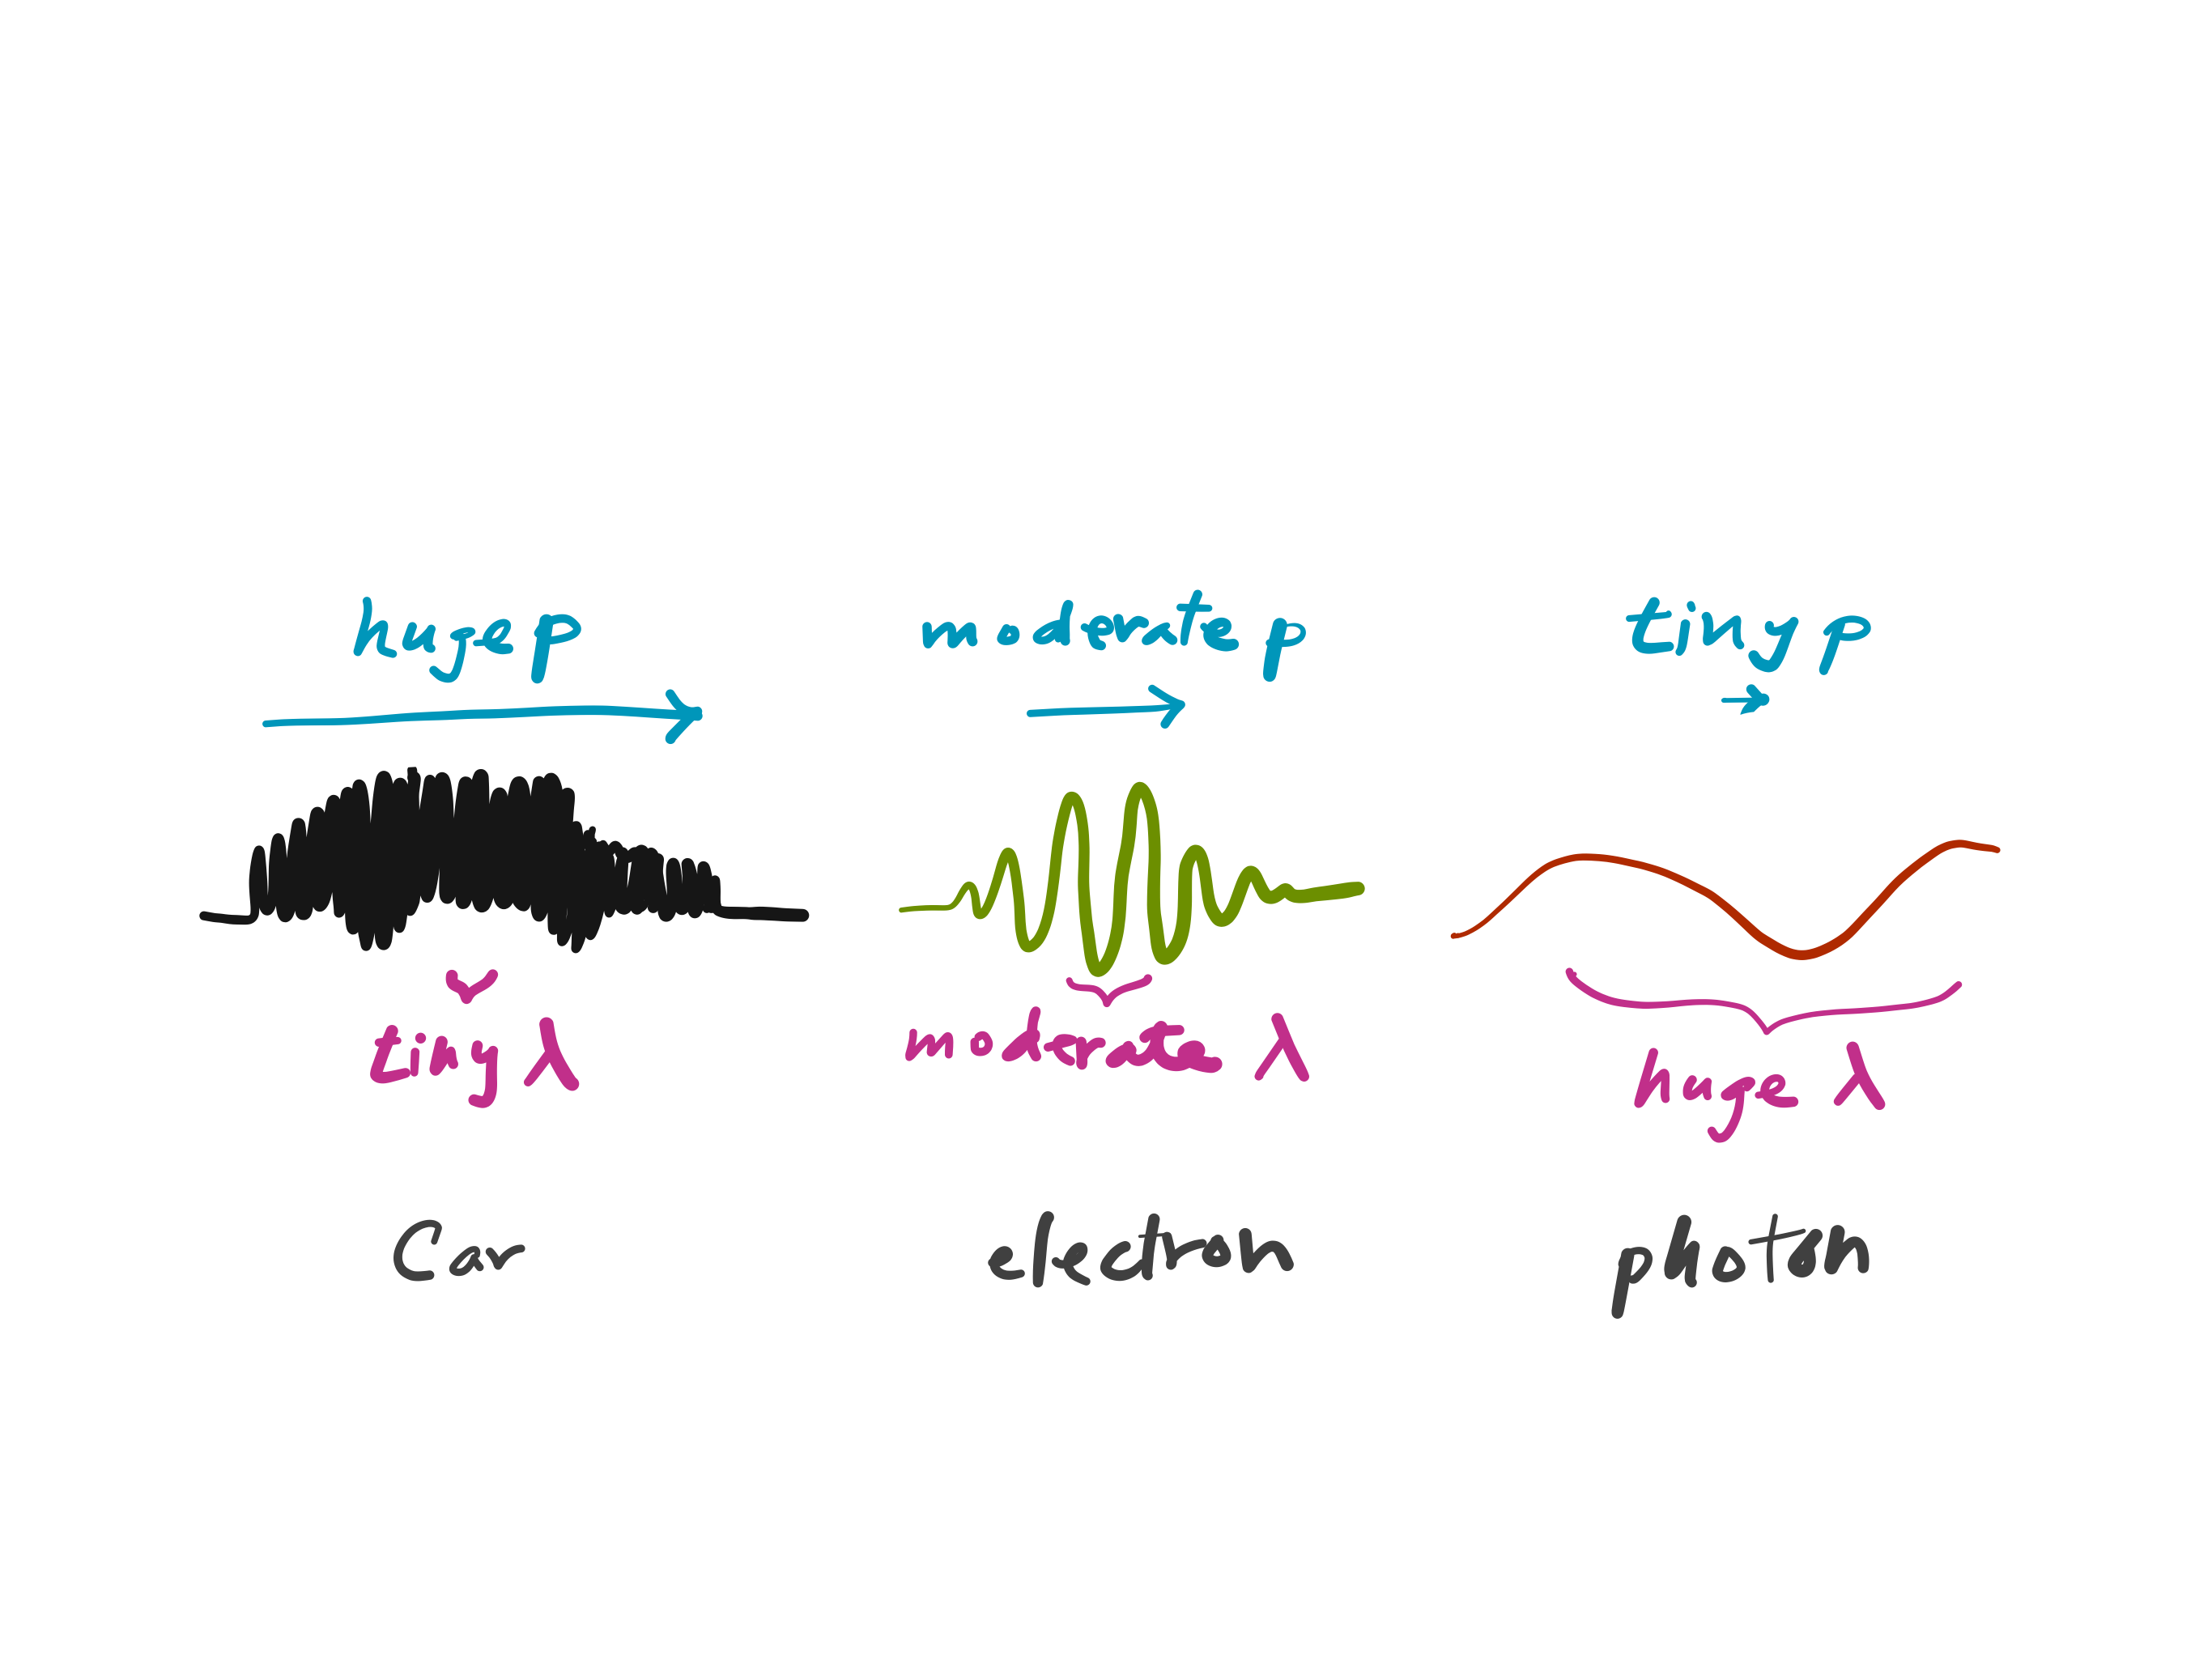 huge p
moderate p
tiny p
tiny λ
moderate λ
huge λ
Car
electron
photon